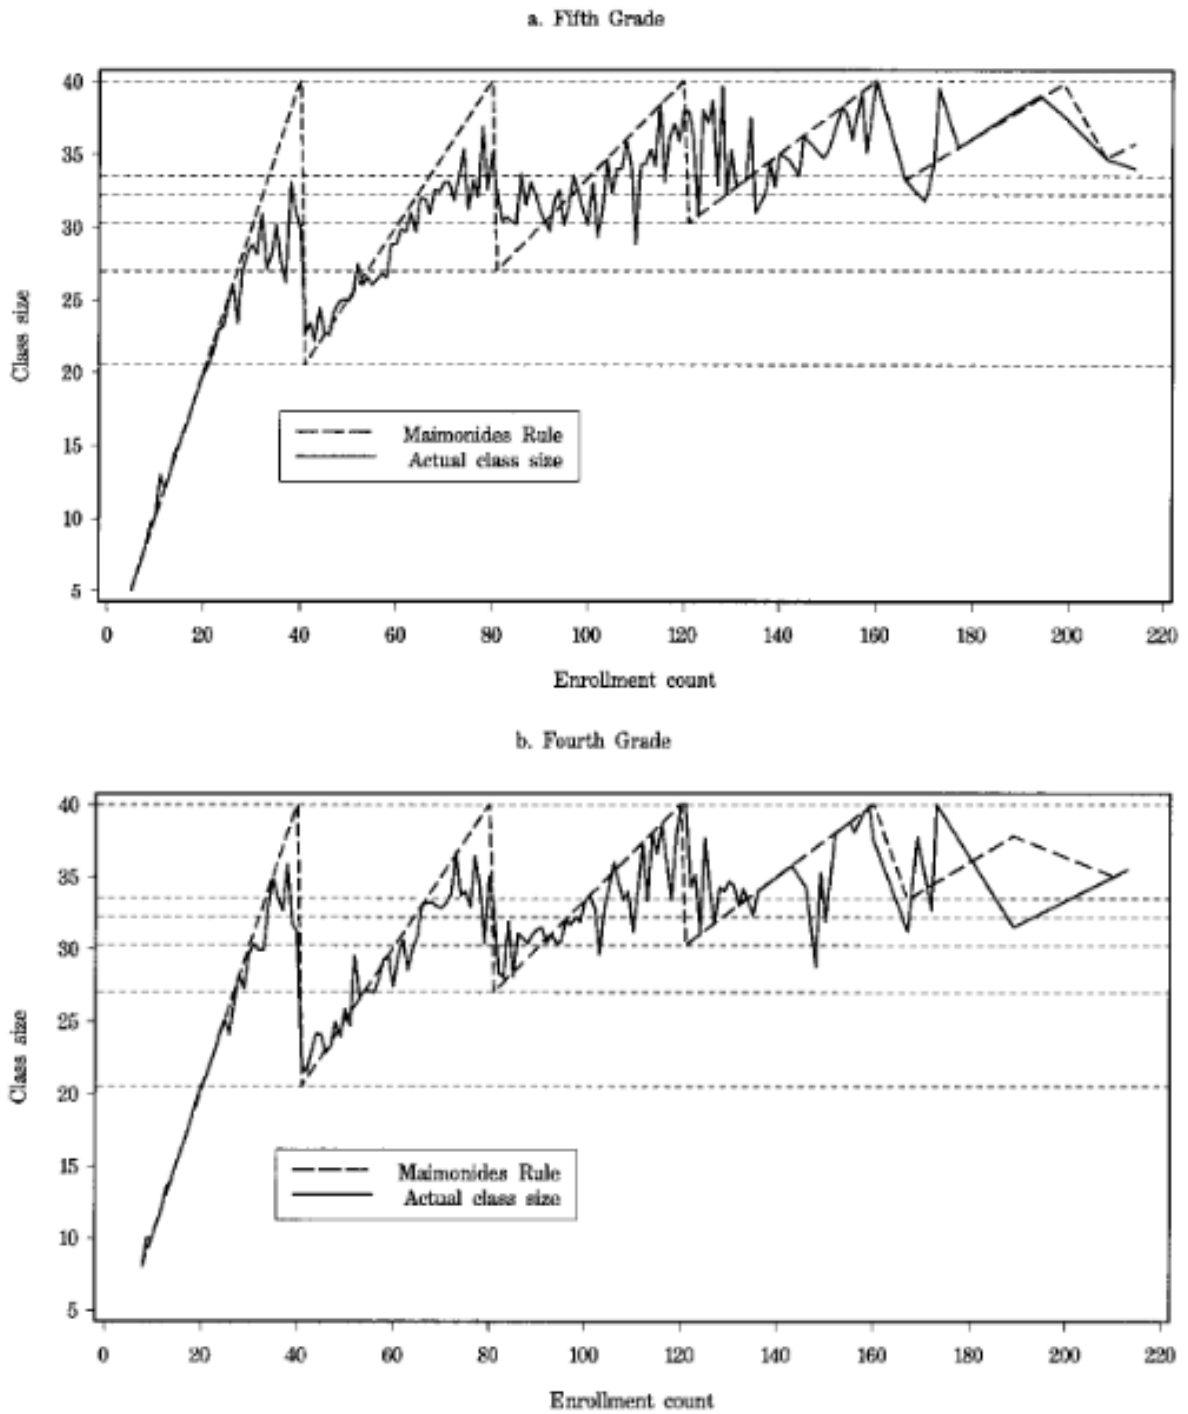 a. Fifth Grade
40
35
30
25
20
15
10
5
Class size
Maimonides Rule
Actual class size
0 20 40 60 80 100 120 140 160 180 200 220
Enrollment count
b. Fourth Grade
40
35
30
25
20
15
10
5
Class size
Maimonides Rule
Actual class size
0 20 40 60 80 100 120 140 160 180 200 220
Enrollment count